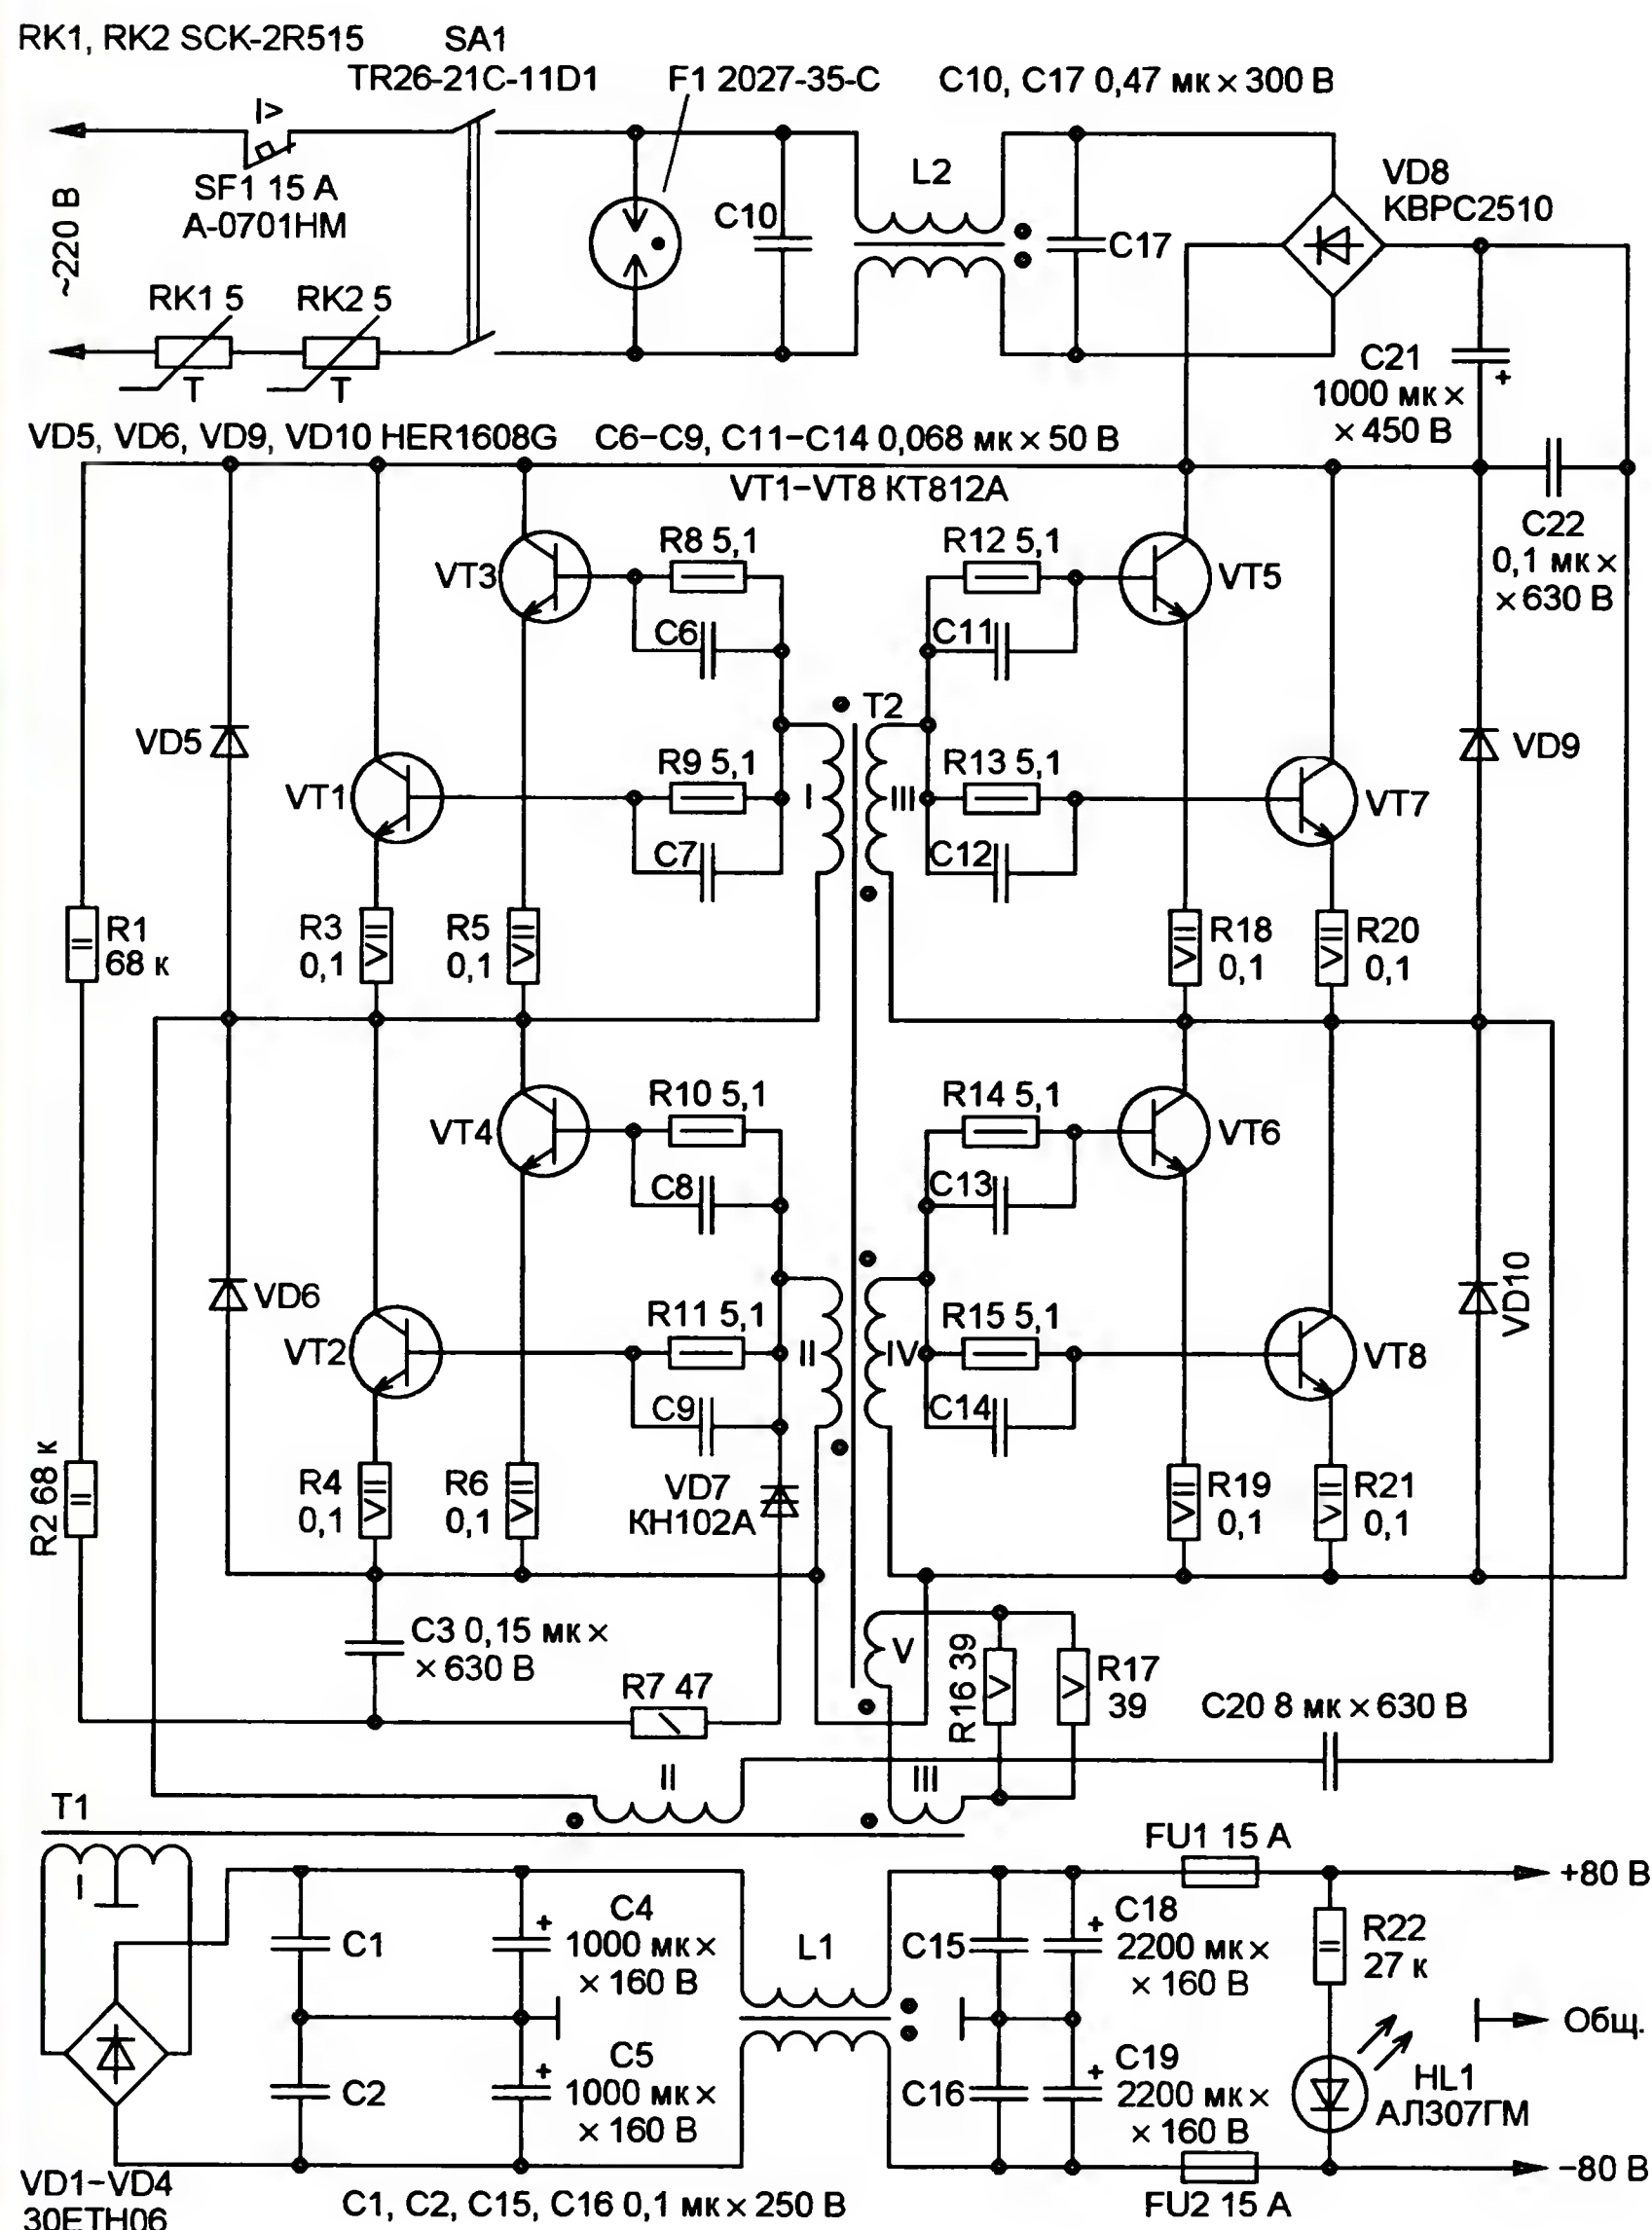 RK1, RK2 SCK-2R515
SA1
TR26-21C-11D1
F1 2027-35-C
C10, C17 0,47 мк × 300 В
I>
SF1 15 А
А-0701НМ
~220 В
RK1 5
RK2 5
T
T
C10
L2
C17
VD8
KBPC2510
C21
1000 мк ×
× 450 В
+
VD5, VD6, VD9, VD10 HER1608G
C6–C9, C11–C14 0,068 мк × 50 В
VT1–VT8 КТ812А
C22
0,1 мк ×
× 630 В
VT3
R8 5,1
C6
R12 5,1
C11
VT5
T2
VD5
VT1
R9 5,1
C7
I
III
R13 5,1
C12
VT7
VD9
R1
68 к
R3
0,1
R5
0,1
R18
0,1
R20
0,1
VT4
R10 5,1
C8
R14 5,1
C13
VT6
VD6
VT2
R11 5,1
C9
II
IV
R15 5,1
C14
VT8
VD10
R2 68 к
R4
0,1
R6
0,1
VD7
КН102А
R19
0,1
R21
0,1
C3 0,15 мк ×
× 630 В
R7 47
V
R16 39
R17
39
C20 8 мк × 630 В
II
III
T1
I
FU1 15 А
+80 В
C1
+
C4
1000 мк ×
× 160 В
L1
C15
+
C18
2200 мк ×
× 160 В
R22
27 к
Общ.
C2
+
C5
1000 мк ×
× 160 В
C16
+
C19
2200 мк ×
× 160 В
HL1
АЛ307ГМ
VD1–VD4
30ETH06
C1, C2, C15, C16 0,1 мк × 250 В
FU2 15 А
–80 В